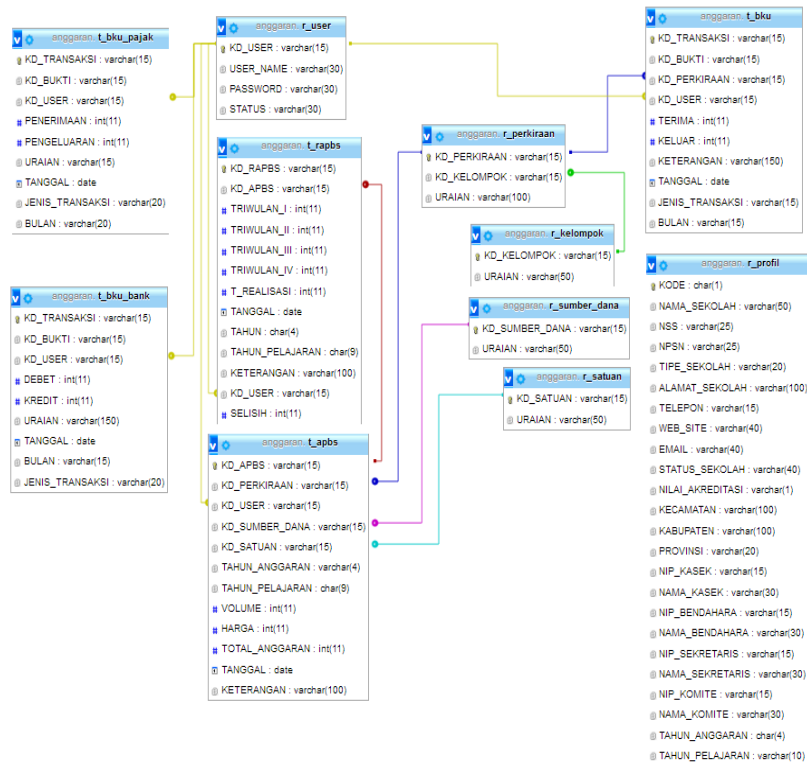 anggaran. t_bku_pajak
KD_TRANSAKSI : varchar(15)
KD_BUKTI : varchar(15)
KD_USER : varchar(15)
PENERIMAAN : int(11)
PENGELUARAN : int(11)
URAIAN : varchar(15)
TANGGAL : date
JENIS_TRANSAKSI : varchar(20)
BULAN : varchar(20)
anggaran. t_bku_bank
KD_TRANSAKSI : varchar(15)
KD_BUKTI : varchar(15)
KD_USER : varchar(15)
DEBET : int(11)
KREDIT : int(11)
URAIAN : varchar(150)
TANGGAL : date
BULAN : varchar(15)
JENIS_TRANSAKSI : varchar(20)
anggaran. r_user
KD_USER : varchar(15)
USER_NAME : varchar(30)
PASSWORD : varchar(30)
STATUS : varchar(30)
anggaran. t_rapbs
KD_RAPBS : varchar(15)
KD_APBS : varchar(15)
TRIWULAN_I : int(11)
TRIWULAN_II : int(11)
TRIWULAN_III : int(11)
TRIWULAN_IV : int(11)
T_REALISASI : int(11)
TANGGAL : date
TAHUN : char(4)
TAHUN_PELAJARAN : char(9)
KETERANGAN : varchar(100)
KD_USER : varchar(15)
SELISIH : int(11)
anggaran. t_apbs
KD_APBS : varchar(15)
KD_PERKIRAAN : varchar(15)
KD_USER : varchar(15)
KD_SUMBER_DANA : varchar(15)
KD_SATUAN : varchar(15)
TAHUN_ANGGARAN : varchar(4)
TAHUN_PELAJARAN : char(9)
VOLUME : int(11)
HARGA : int(11)
TOTAL_ANGGARAN : int(11)
TANGGAL : date
KETERANGAN : varchar(100)
anggaran. r_perkiraan
KD_PERKIRAAN : varchar(15)
KD_KELOMPOK : varchar(15)
URAIAN : varchar(100)
anggaran. r_kelompok
KD_KELOMPOK : varchar(15)
URAIAN : varchar(50)
anggaran. r_sumber_dana
KD_SUMBER_DANA : varchar(15)
URAIAN : varchar(50)
anggaran. r_satuan
KD_SATUAN : varchar(15)
URAIAN : varchar(50)
anggaran. t_bku
KD_TRANSAKSI : varchar(15)
KD_BUKTI : varchar(15)
KD_PERKIRAAN : varchar(15)
KD_USER : varchar(15)
TERIMA : int(11)
KELUAR : int(11)
KETERANGAN : varchar(150)
TANGGAL : date
JENIS_TRANSAKSI : varchar(15)
BULAN : varchar(15)
anggaran. r_profil
KODE : char(1)
NAMA_SEKOLAH : varchar(50)
NSS : varchar(25)
NPSN : varchar(25)
TIPE_SEKOLAH : varchar(20)
ALAMAT_SEKOLAH : varchar(100)
TELEPON : varchar(15)
WEB_SITE : varchar(40)
EMAIL : varchar(40)
STATUS_SEKOLAH : varchar(40)
NILAI_AKREDITASI : varchar(1)
KECAMATAN : varchar(100)
KABUPATEN : varchar(100)
PROVINSI : varchar(20)
NIP_KASEK : varchar(15)
NAMA_KASEK : varchar(30)
NIP_BENDAHARA : varchar(15)
NAMA_BENDAHARA : varchar(30)
NIP_SEKRETARIS : varchar(15)
NAMA_SEKRETARIS : varchar(30)
NIP_KOMITE : varchar(15)
NAMA_KOMITE : varchar(30)
TAHUN_ANGGARAN : char(4)
TAHUN_PELAJARAN : varchar(10)